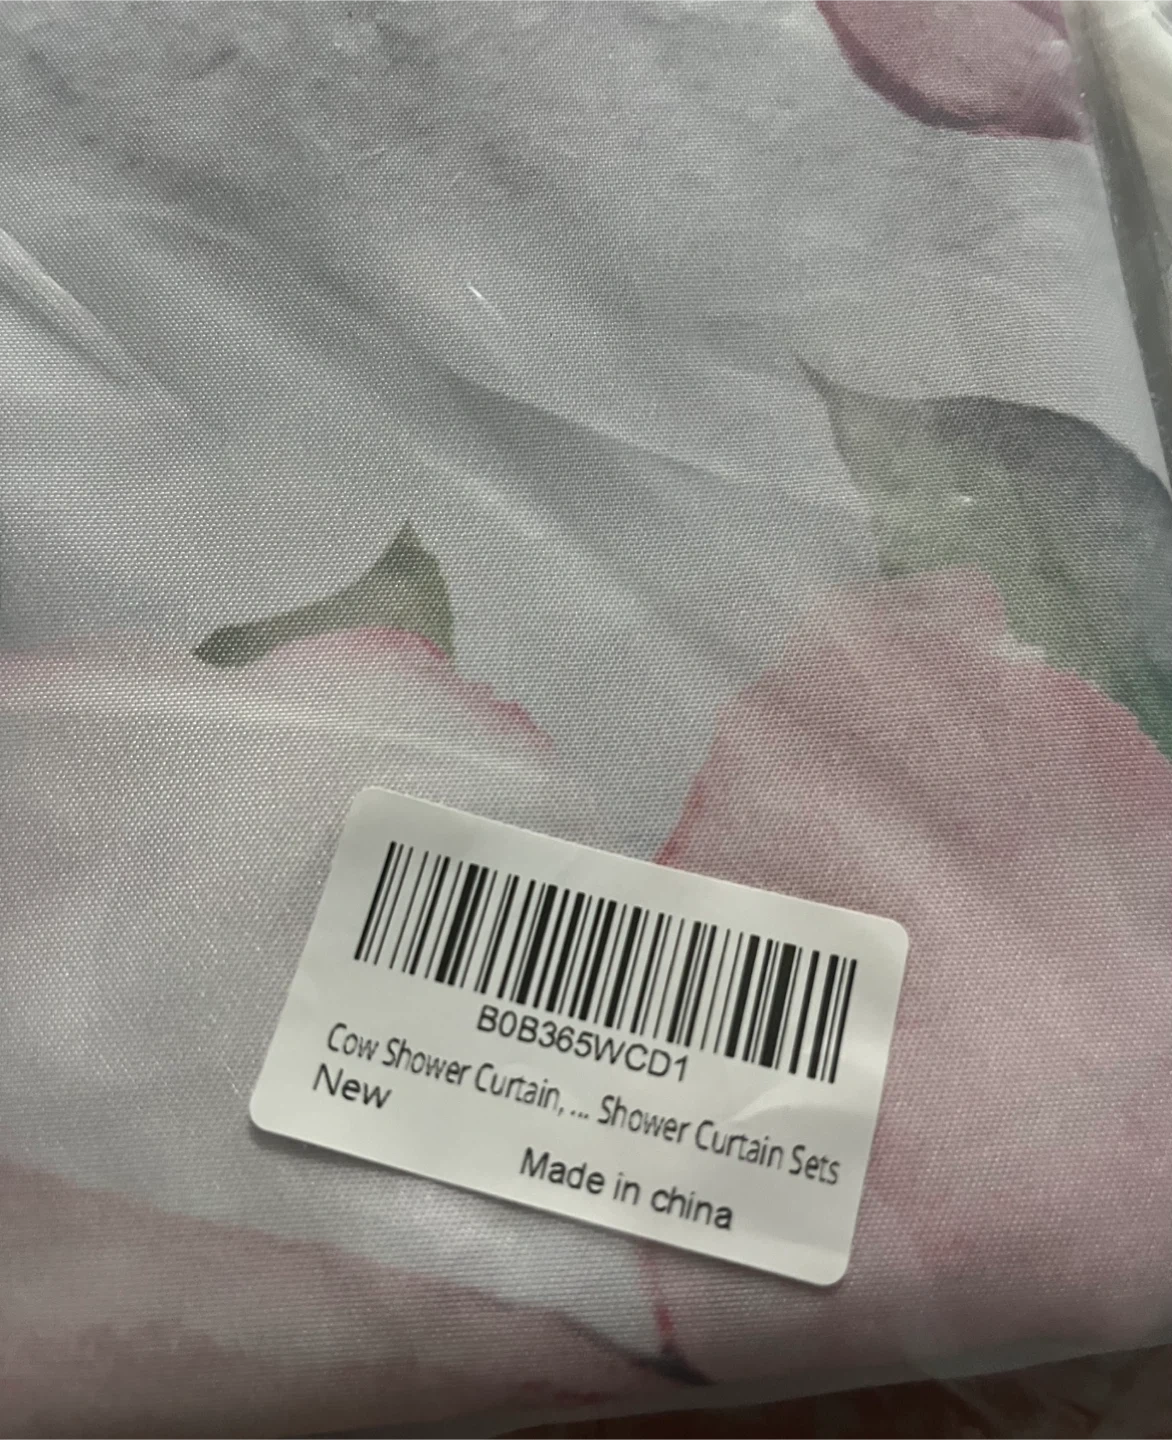 B0B365WCD1
Cow Shower Curtain, ... Shower Curtain Sets
New
Made in china